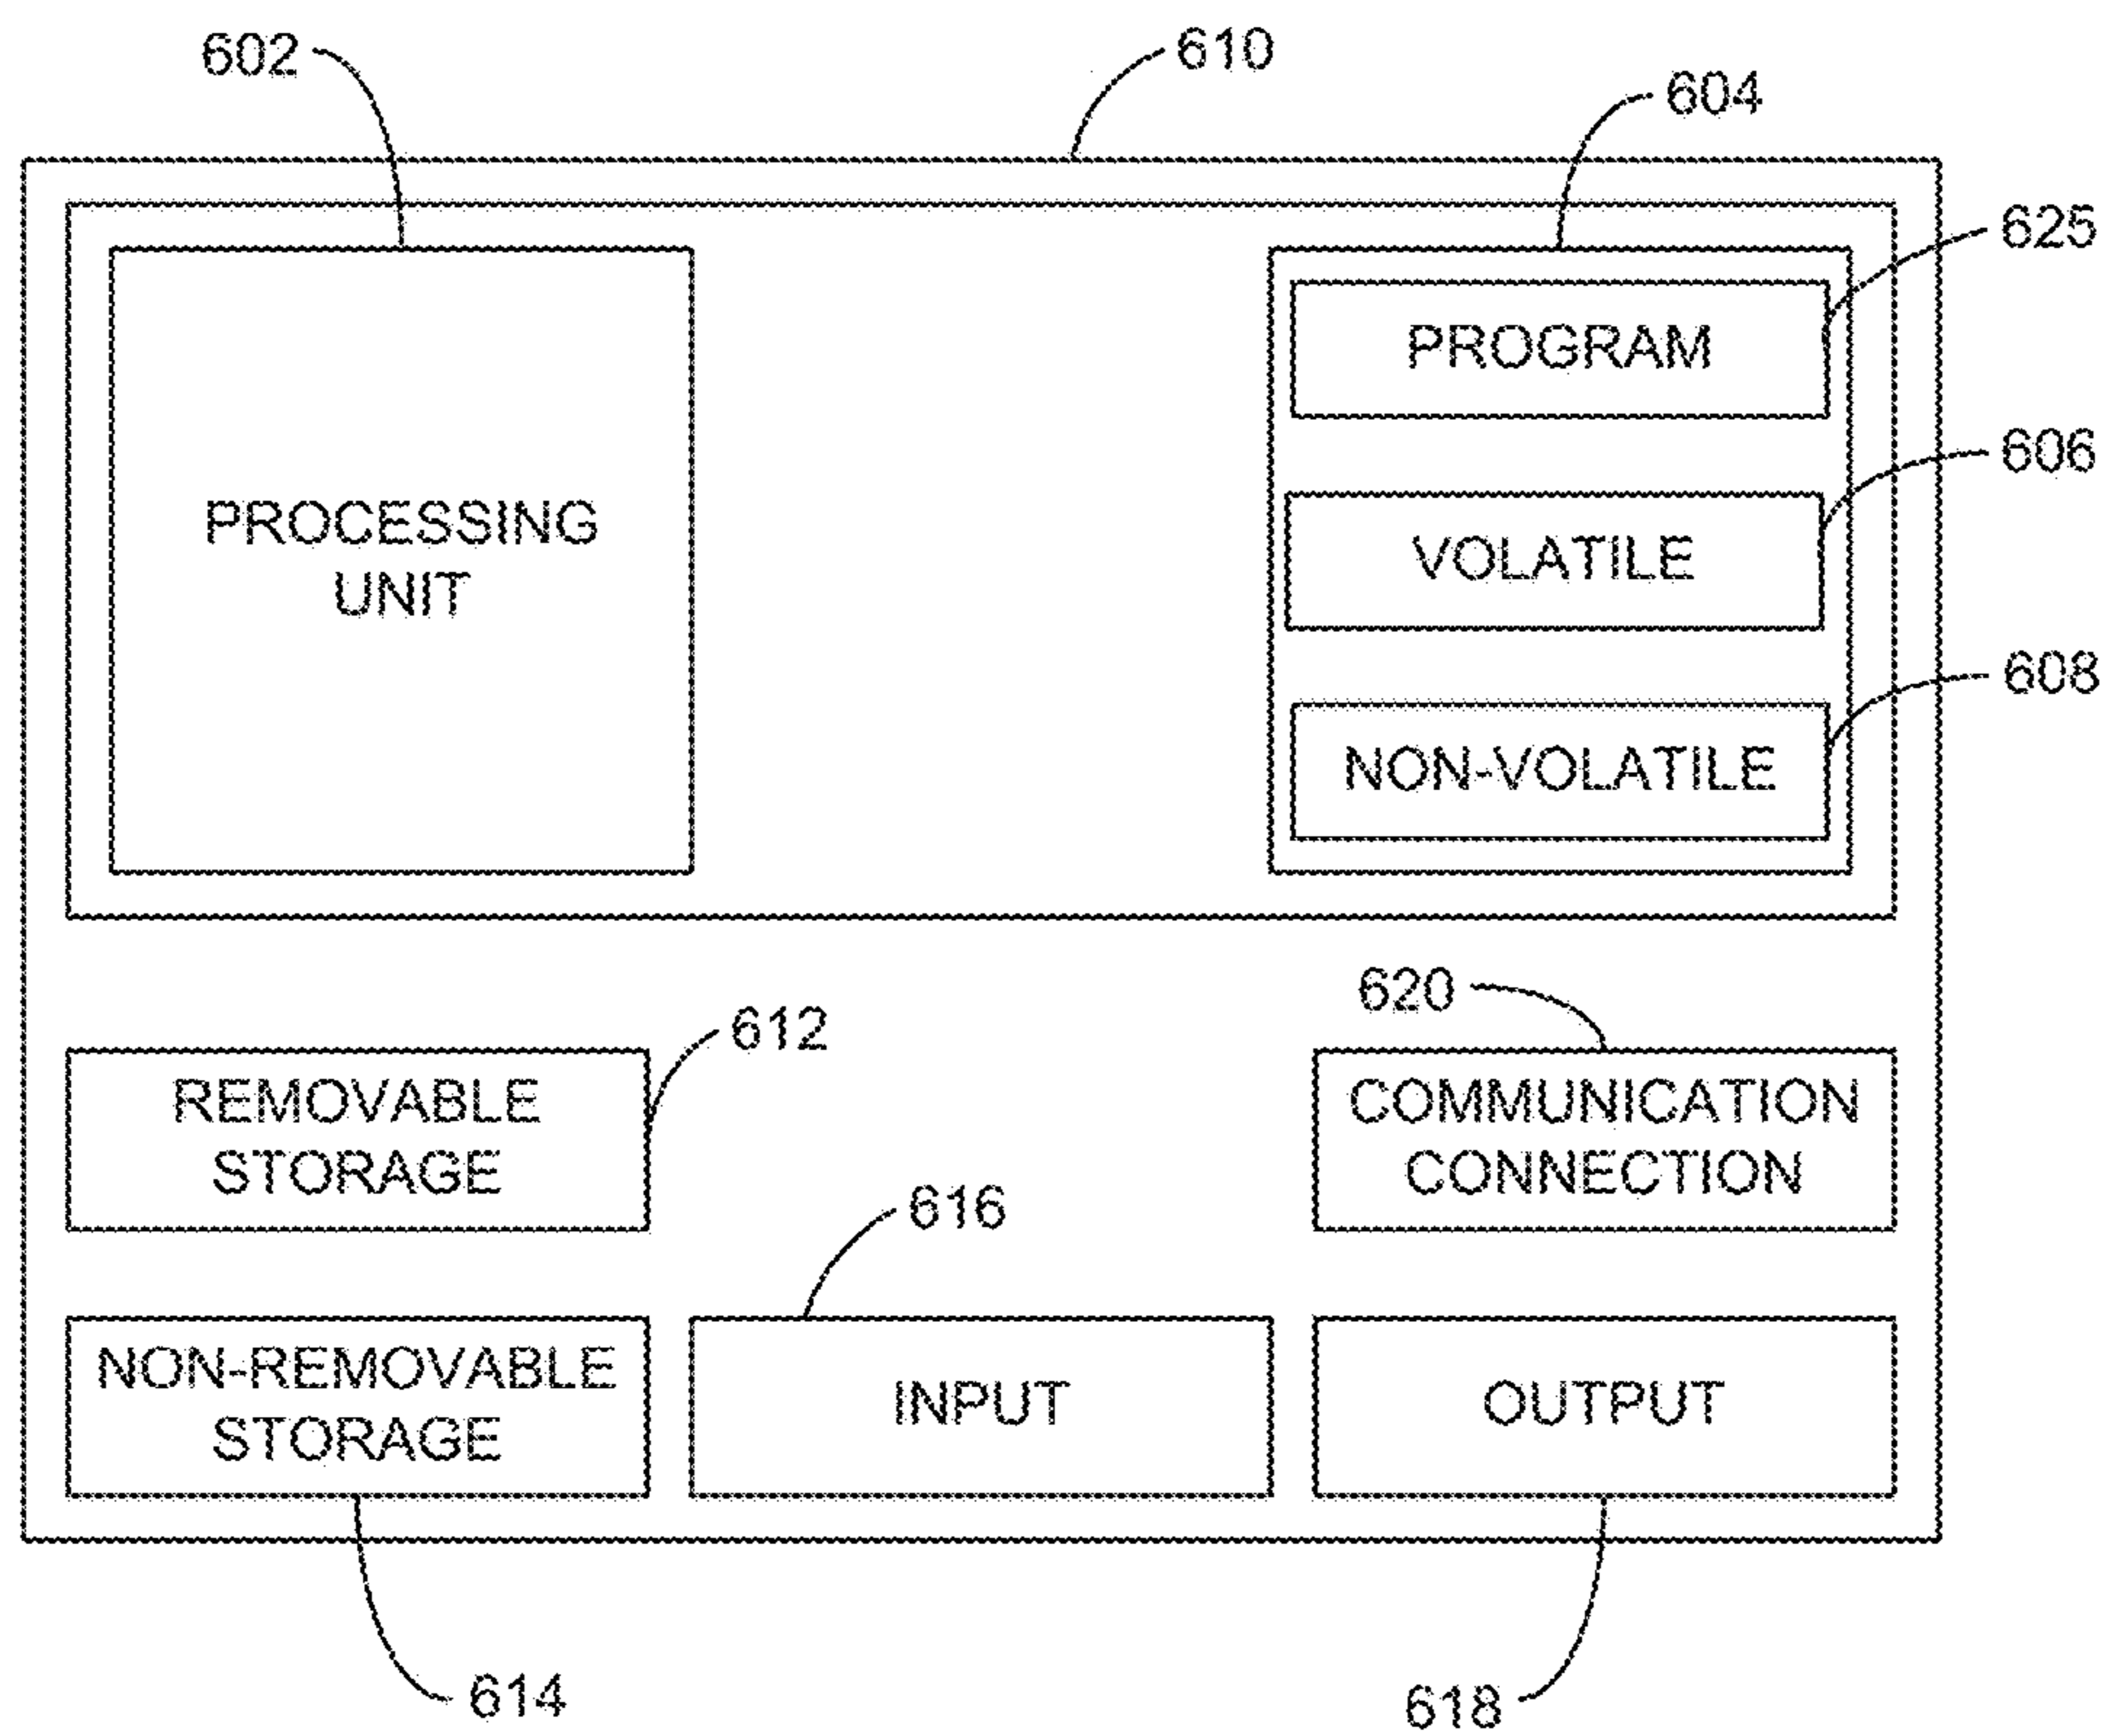 602
610
604
625
PROGRAM
606
PROCESSING
UNIT
VOLATILE
608
NON-VOLATILE
620
612
REMOVABLE
STORAGE
COMMUNICATION
CONNECTION
616
NON-REMOVABLE
STORAGE
INPUT
OUTPUT
614
618